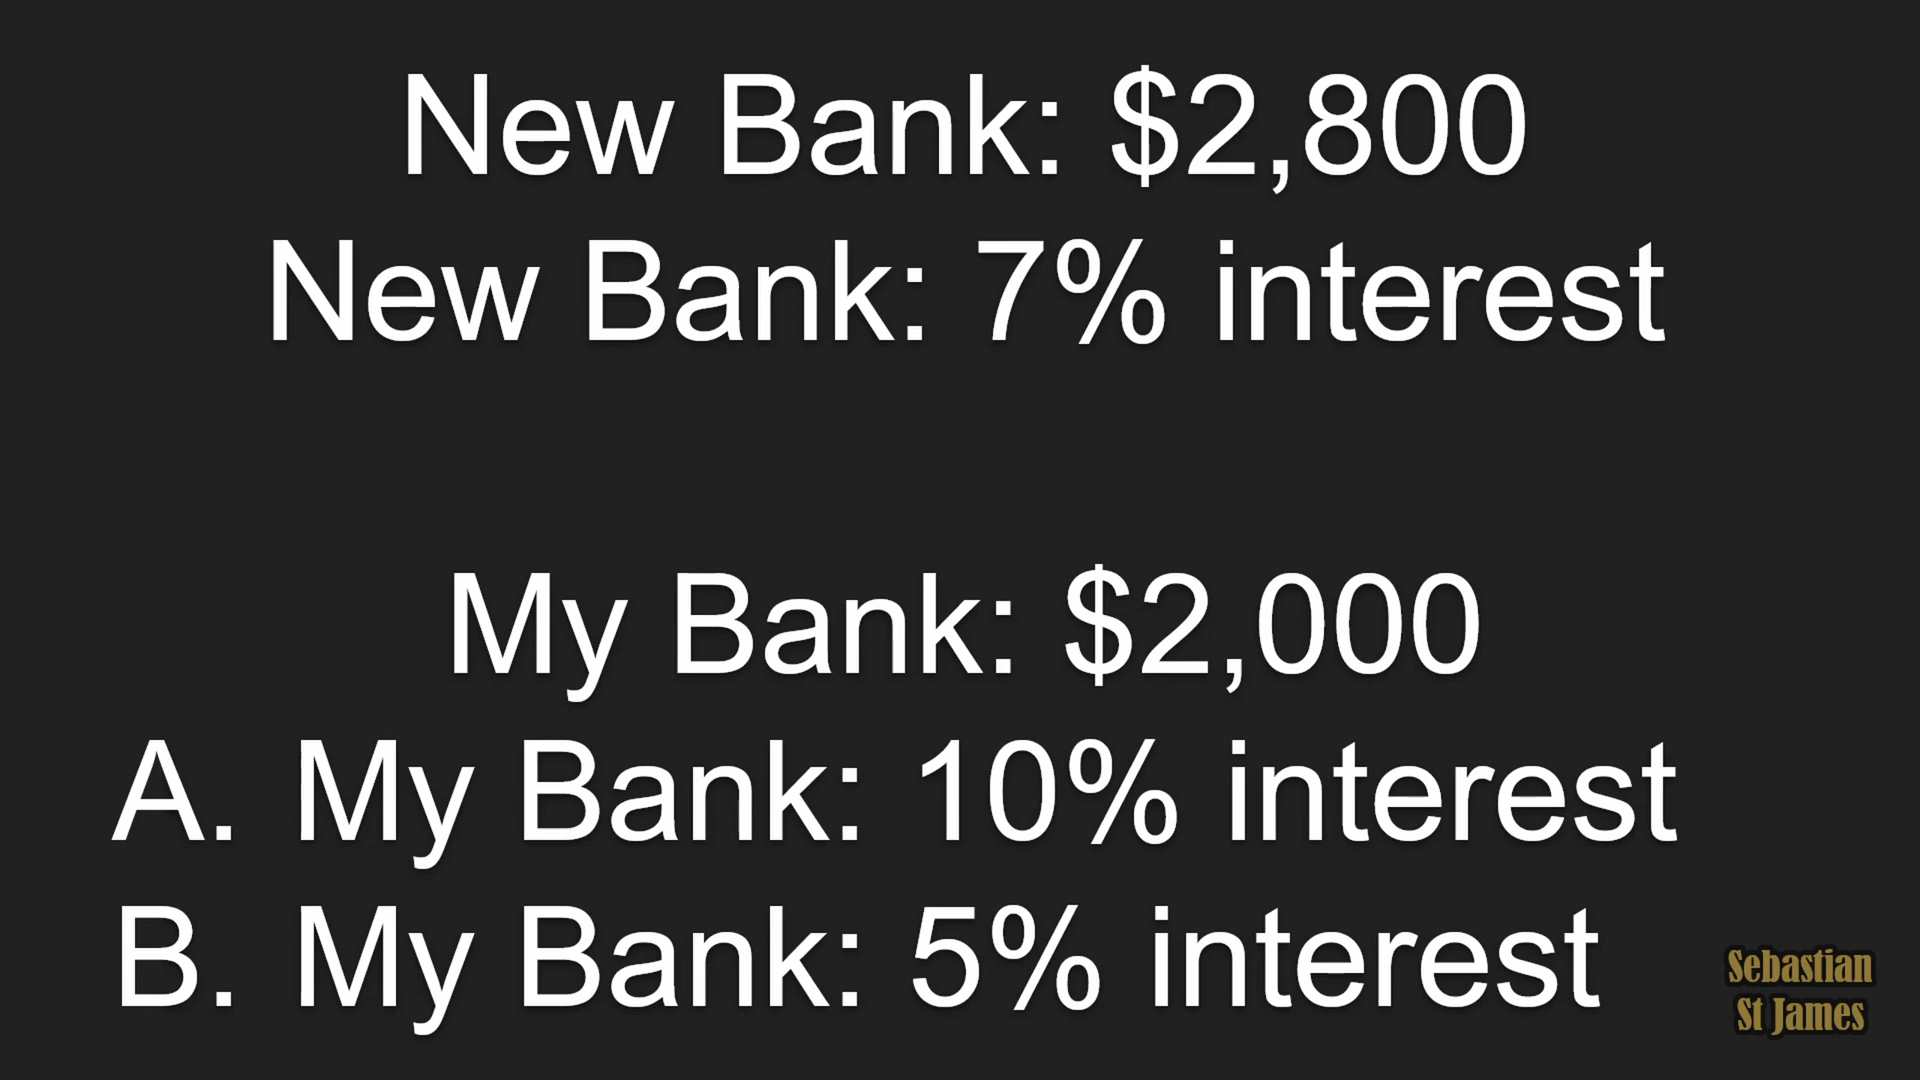 New Bank: $2,800
New Bank: 7% interest
My Bank: $2,000
A. My Bank: 10% interest
B. My Bank: 5% interest
Sebastian
St James